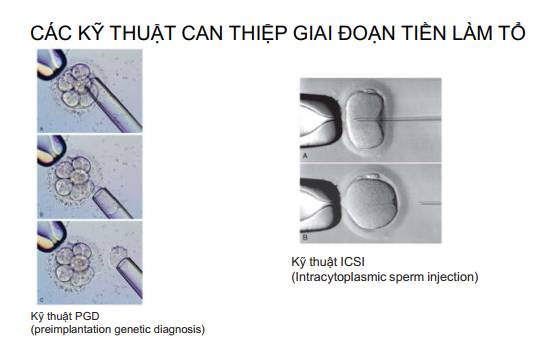 CÁC KỸ THUẬT CAN THIỆP GIAI ĐOẠN TIỀN LÀM TỔ
A
B
C
Kỹ thuật PGD
(preimplantation genetic diagnosis)
A
B
Kỹ thuật ICSI
(Intracytoplasmic sperm injection)